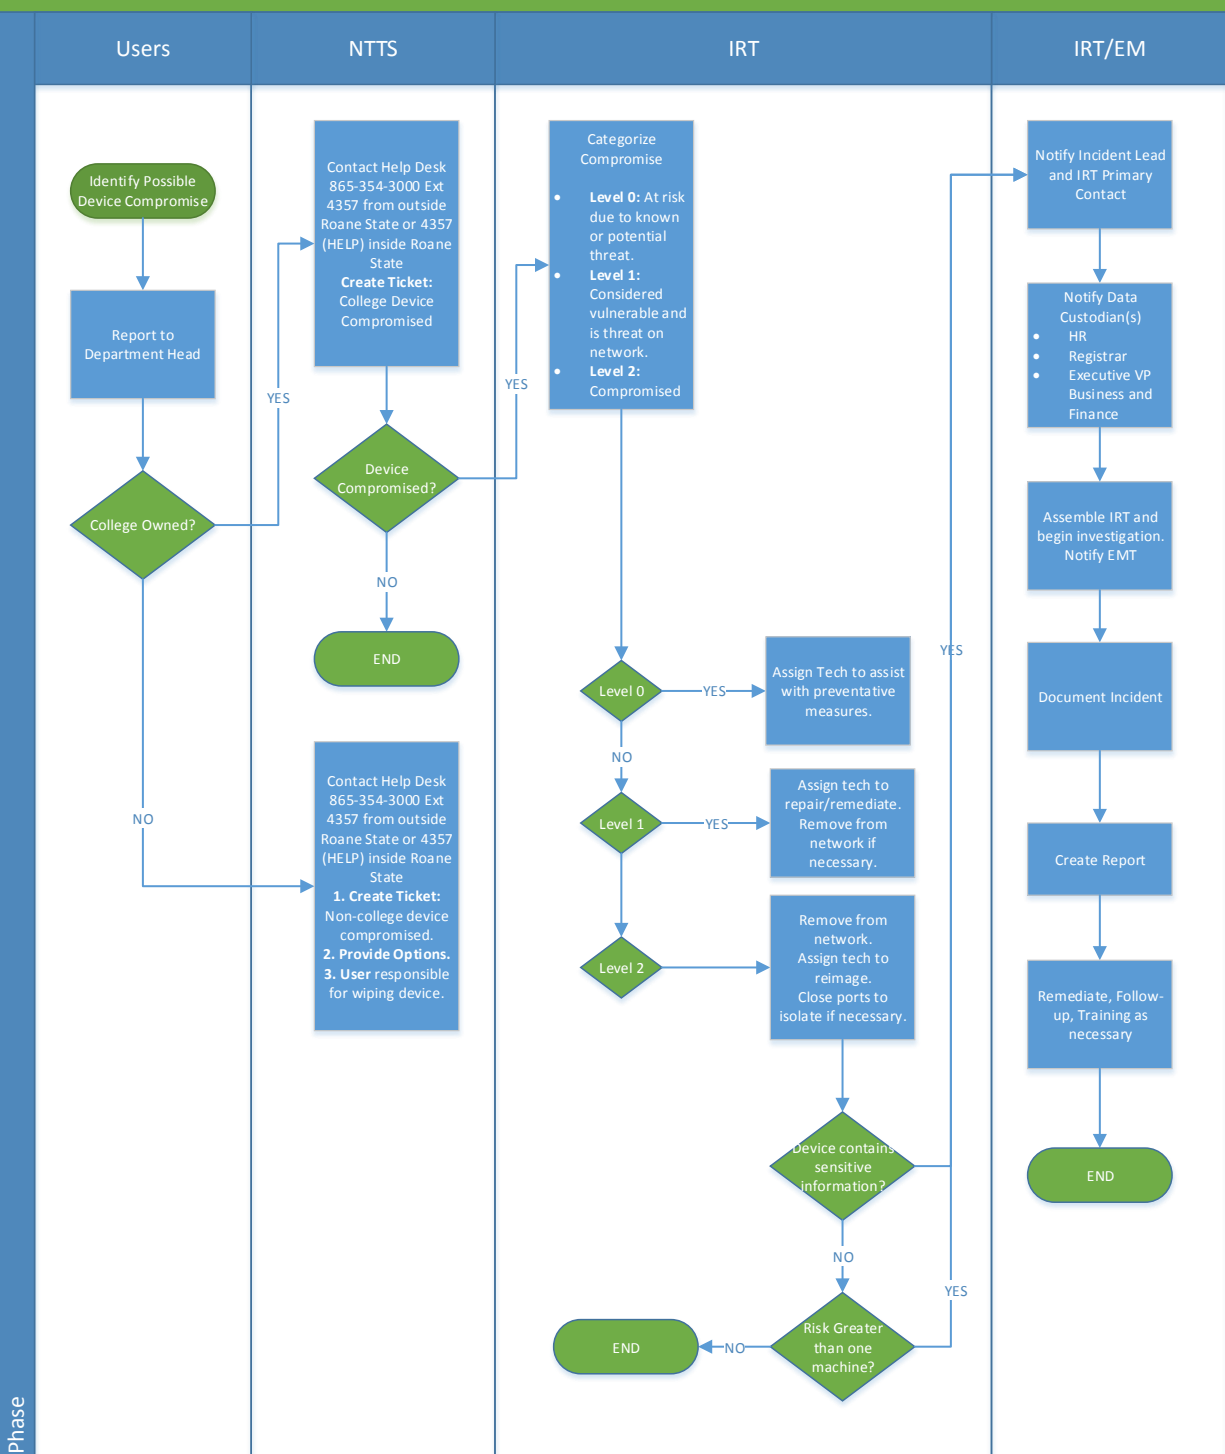 Users
NTTS
IRT
IRT/EM
Phase
Identify Possible
Device Compromise
Report to
Department Head
College Owned?
YES
NO
Contact Help Desk
865-354-3000 Ext
4357 from outside
Roane State or 4357
(HELP) inside Roane
State
Create Ticket:
College Device
Compromised
Device
Compromised?
YES
NO
END
Contact Help Desk
865-354-3000 Ext
4357 from outside
Roane State or 4357
(HELP) inside Roane
State
1. Create Ticket:
Non-college device
compromised.
2. Provide Options.
3. User responsible
for wiping device.
Categorize
Compromise
• Level 0: At risk
due to known
or potential
threat.
• Level 1:
Considered
vulnerable and
is threat on
network.
• Level 2:
Compromised
Level 0
YES
Assign Tech to assist
with preventative
measures.
NO
Level 1
YES
Assign tech to
repair/remediate.
Remove from
network if
necessary.
Level 2
Remove from
network.
Assign tech to
reimage.
Close ports to
isolate if necessary.
Device contains
sensitive
information?
YES
NO
Risk Greater
than one
machine?
YES
NO
END
Notify Incident Lead
and IRT Primary
Contact
Notify Data
Custodian(s)
• HR
• Registrar
• Executive VP
Business and
Finance
Assemble IRT and
begin investigation.
Notify EMT
Document Incident
Create Report
Remediate, Follow-
up, Training as
necessary
END